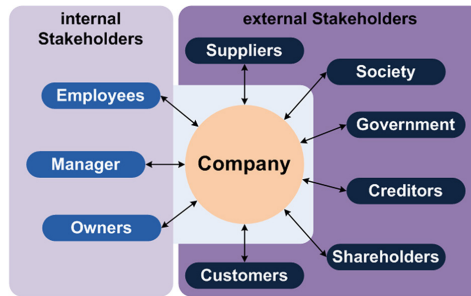 internal
Stakeholders
external Stakeholders
Suppliers
Society
Employees
Government
Manager
Company
Creditors
Owners
Shareholders
Customers